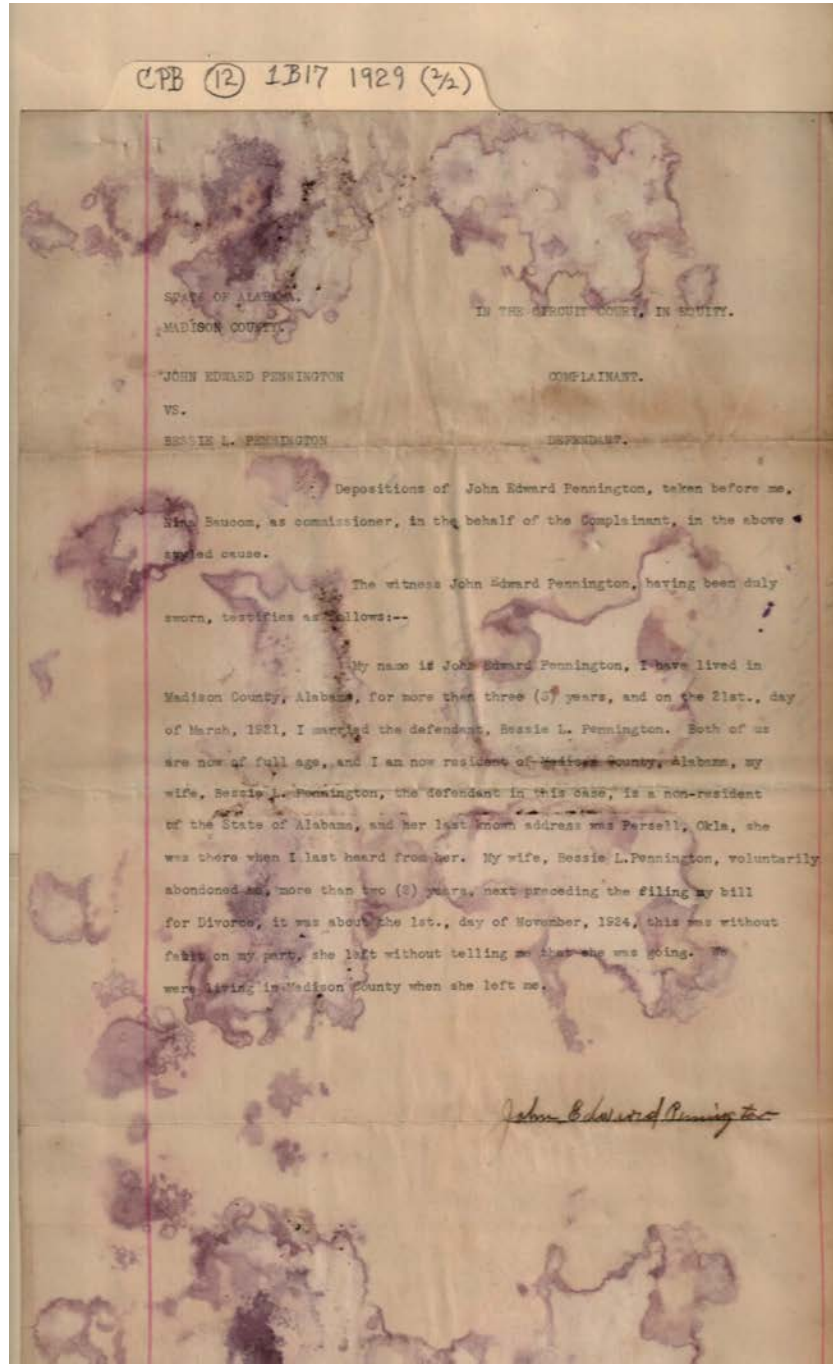 CPB (12) 1B17 1929 (2/2)
STATE OF ALABAMA.
IN THE CIRCUIT COURT, IN EQUITY.
MADISON COUNTY.
JOHN EDWARD PENNINGTON COMPLAINANT.
VS.
BESSIE L. PENNINGTON DEFENDANT.
Depositions of John Edward Pennington, taken before me,
Baucom, as commissioner, in the behalf of the Complainant, in the above
styled cause.
The witness John Edward Pennington, having been duly
sworn, testifies as follows:--
My name is John Edward Pennington, I have lived in
Madison County, Alabama, for more than three (3) years, and on the 21st., day
of March, 1921, I married the defendant, Bessie L. Pennington. Both of us
are now of full age, and I am now resident of Madison County, Alabama, my
wife, Bessie L. Pennington, the defendant in this case, is a non-resident
of the State of Alabama, and her last known address was Persell, Okla, she
was there when I last heard from her. My wife, Bessie L.Pennington, voluntarily
abondoned me, more than two (2) years, next preceding the filing my bill
for Divorce, it was about the 1st., day of November, 1924, this was without
fault on my part, she left without telling me that she was going. We
were living in Madison County when she left me.
John Edward Pennington